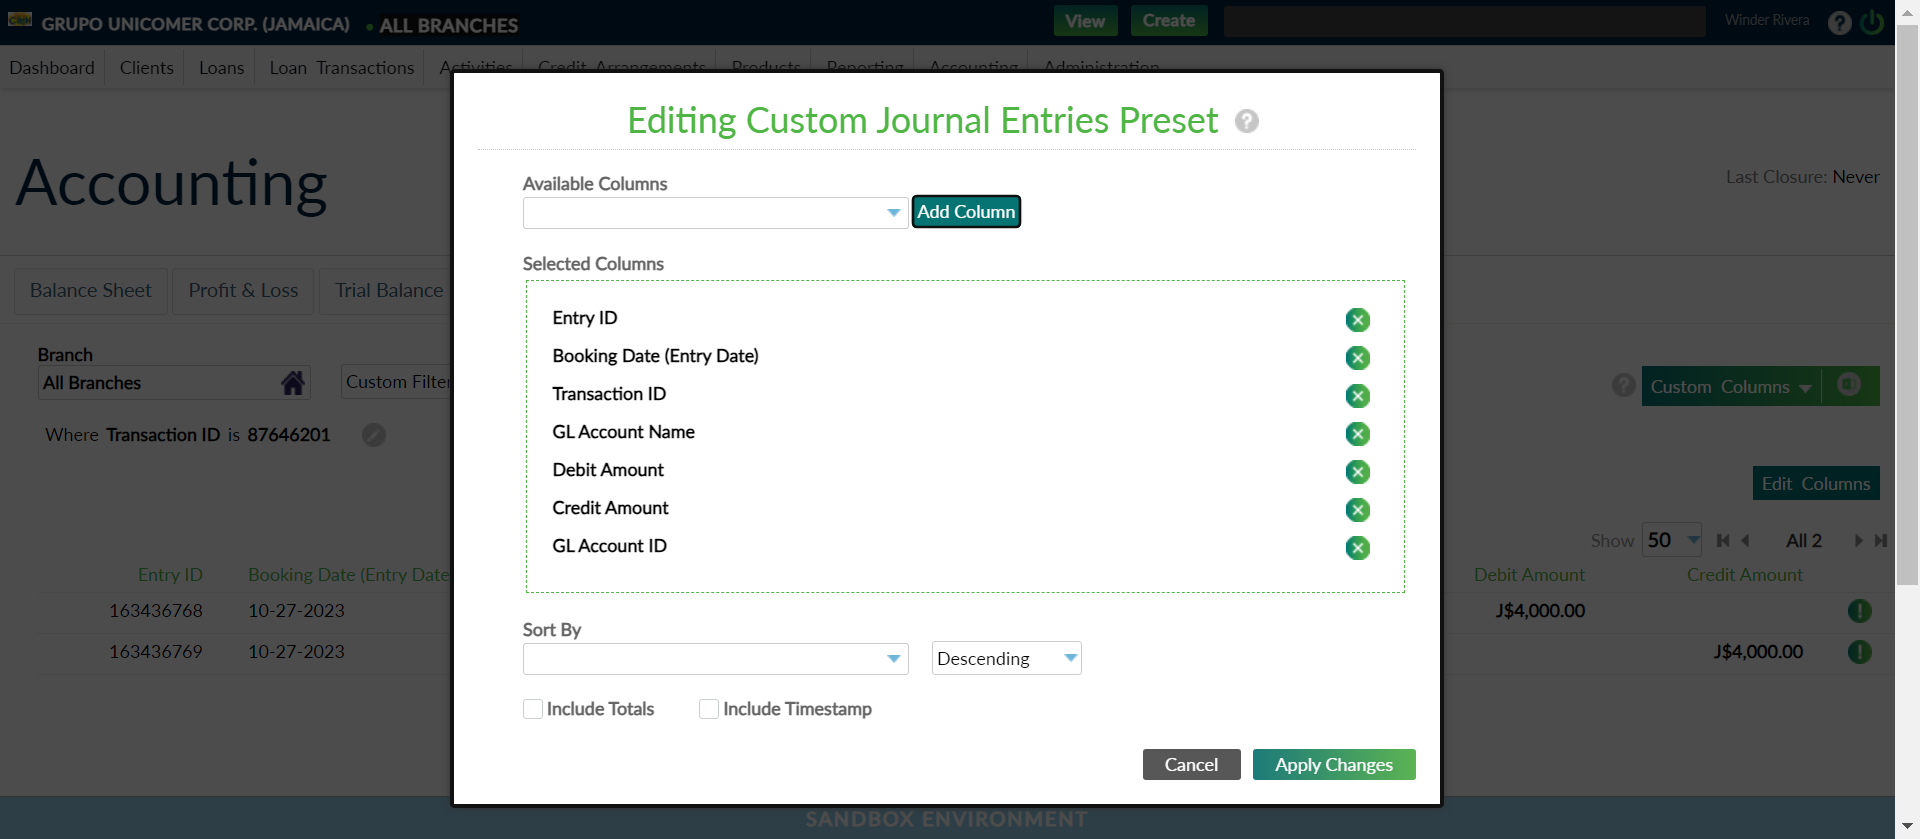 GRUPO UNICOMER CORP. (JAMAICA) • ALL BRANCHES
View
Create
Winder Rivera
?
Dashboard
Clients
Loans
Loan Transactions
Activities
Credit Arrangements
Products
Reporting
Accounting
Administration
Accounting
Last Closure: Never
Balance Sheet
Profit & Loss
Trial Balance
Branch
All Branches
Custom Filter
Where Transaction ID is 87646201
?
Custom Columns
Edit Columns
Show 50
All 2
Entry ID
Booking Date (Entry Date
Debit Amount
Credit Amount
163436768
10-27-2023
J$4,000.00
163436769
10-27-2023
J$4,000.00
Editing Custom Journal Entries Preset ?
Available Columns
Add Column
Selected Columns
Entry ID
Booking Date (Entry Date)
Transaction ID
GL Account Name
Debit Amount
Credit Amount
GL Account ID
Sort By
Descending
Include Totals
Include Timestamp
Cancel
Apply Changes
SANDBOX ENVIRONMENT